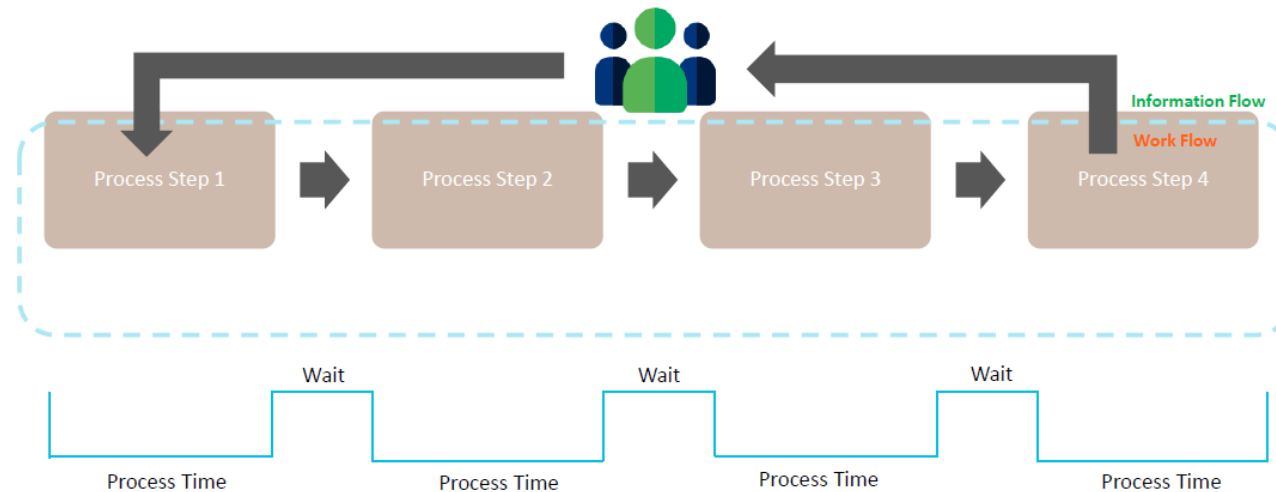 Information Flow
Work Flow
Process Step 1
Process Step 2
Process Step 3
Process Step 4
Wait
Wait
Wait
Process Time
Process Time
Process Time
Process Time